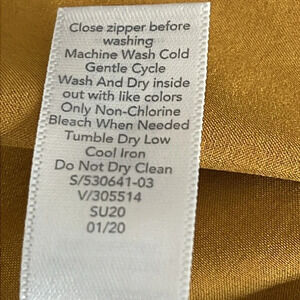 Close zipper before
washing
Machine Wash Cold
Gentle Cycle
Wash And Dry inside
out with like colors
Only Non-Chlorine
Bleach When Needed
Tumble Dry Low
Cool Iron
Do Not Dry Clean
S/530641-03
V/305514
SU20
01/20